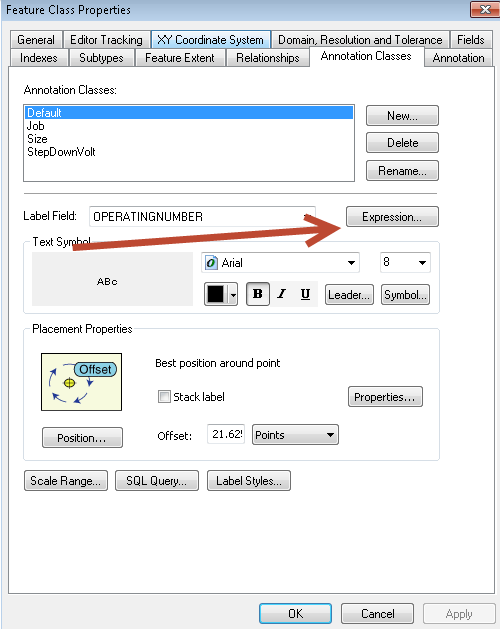 Feature Class Properties
General Editor Tracking XY Coordinate System Domain, Resolution and Tolerance Fields
Indexes Subtypes Feature Extent Relationships Annotation Classes Annotation
Annotation Classes:
Default
Job
Size
StepDownVolt
New...
Delete
Rename...
Label Field: OPERATINGNUMBER Expression...
Text Symbol
ABC
Arial 8
B I U Leader... Symbol...
Placement Properties
Offset
Best position around point
Stack label Properties...
Position... Offset: 21.62 Points
Scale Range... SQL Query... Label Styles...
OK Cancel Apply